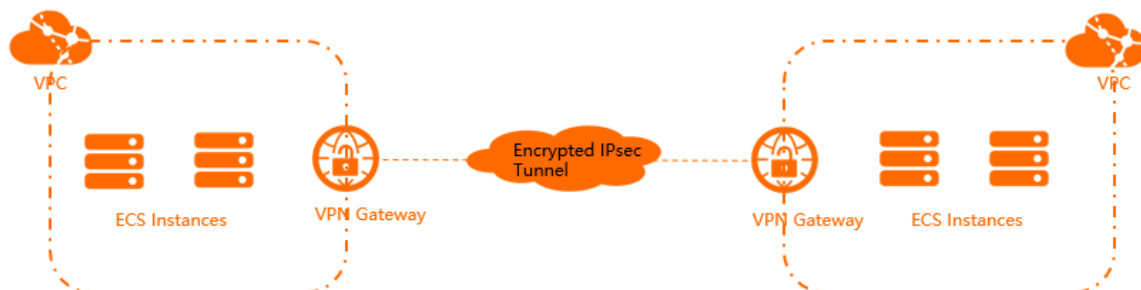 VPC
VPC
Encrypted IPsec
Tunnel
ECS Instances
VPN Gateway
VPN Gateway
ECS Instances